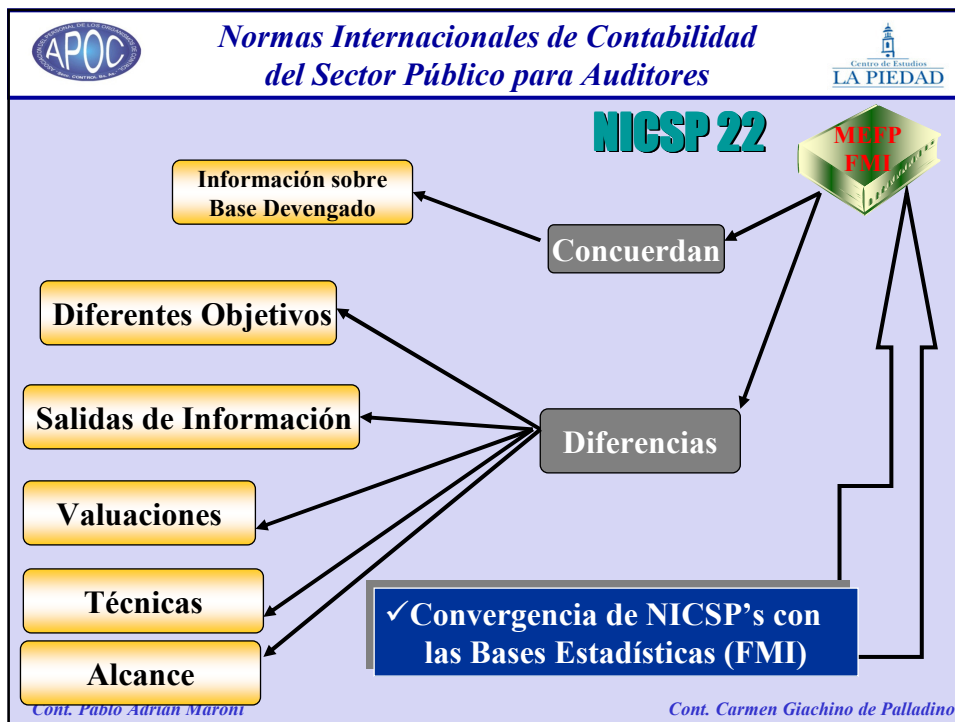 APOC
Normas Internacionales de Contabilidad
del Sector Público para Auditores
Centro de Estudios
LA PIEDAD
NICSP 22
MEFP
FMI
Información sobre
Base Devengado
Concuerdan
Diferentes Objetivos
Salidas de Información
Diferencias
Valuaciones
Técnicas
✓Convergencia de NICSP's con
las Bases Estadísticas (FMI)
Alcance
Cont. Pablo Adrián Maroni
Cont. Carmen Giachino de Palladino